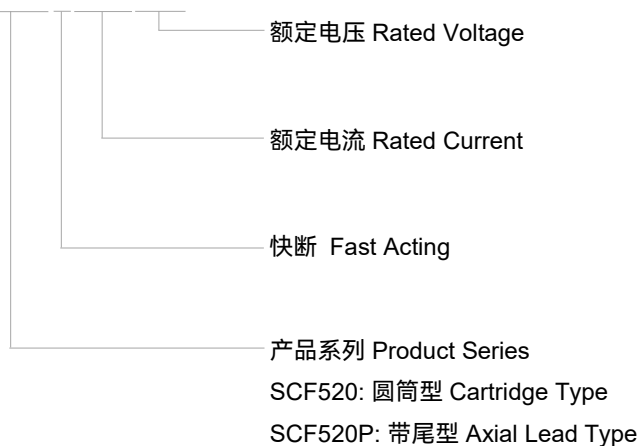 额定电压 Rated Voltage
额定电流 Rated Current
快断 Fast Acting
产品系列 Product Series
SCF520: 圆筒型 Cartridge Type
SCF520P: 带尾型 Axial Lead Type